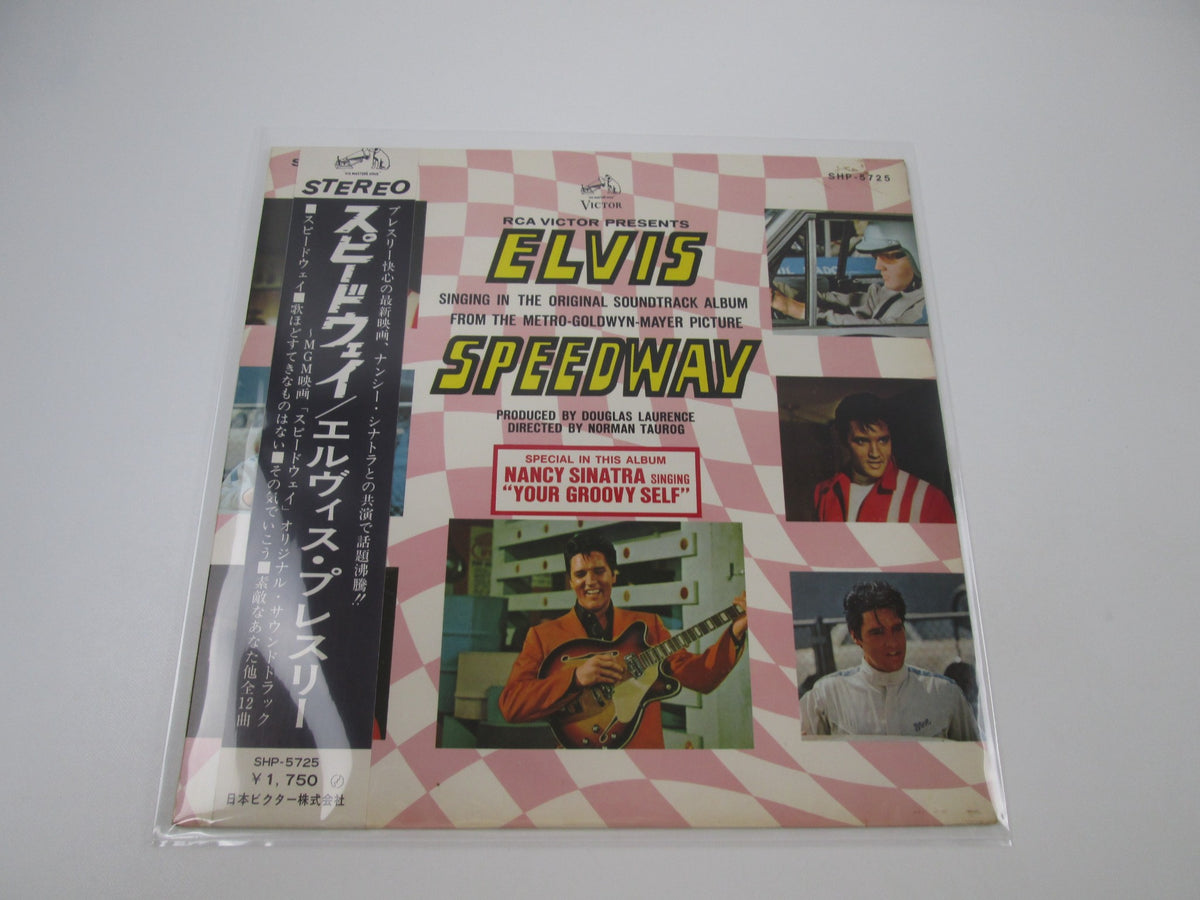 HIS MASTER'S VOICE
STEREO
スピードウェイ/エルヴィス・プレスリー
プレスリー快心の最新映画、ナンシー・シナトラとの共演で話題沸騰!!
〜MGM映画「スピードウェイ」オリジナル・サウンドトラック
■スピードウェイ■歌ほどすてきなものはない■その気でいこう■素敵なあなた他全12曲
SHP-5725
¥1,750
日本ビクター株式会社
S
SHP-5725
VICTOR
RCA VICTOR PRESENTS
ELVIS
SINGING IN THE ORIGINAL SOUNDTRACK ALBUM
FROM THE METRO-GOLDWYN-MAYER PICTURE
SPEEDWAY
PRODUCED BY DOUGLAS LAURENCE
DIRECTED BY NORMAN TAUROG
SPECIAL IN THIS ALBUM
NANCY SINATRA SINGING
"YOUR GROOVY SELF"